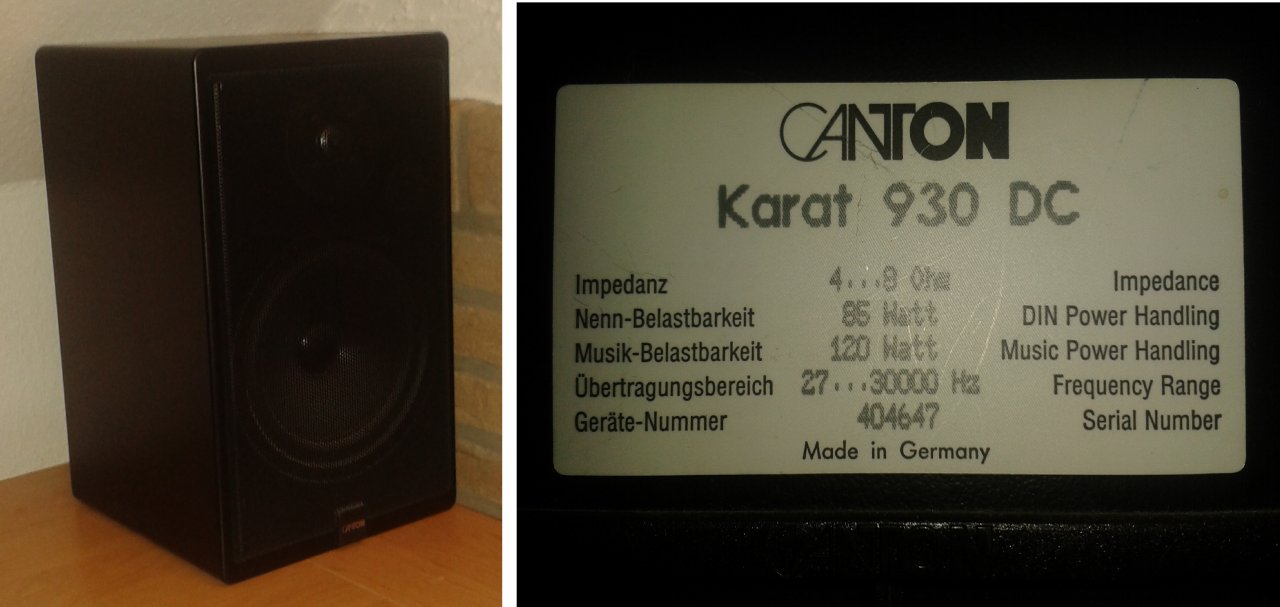 CANTON
CANTON
Karat 930 DC
Impedanz 4...8 Ohm Impedance
Nenn-Belastbarkeit 85 Watt DIN Power Handling
Musik-Belastbarkeit 120 Watt Music Power Handling
Übertragungsbereich 27...30000 Hz Frequency Range
Geräte-Nummer 404647 Serial Number
Made in Germany